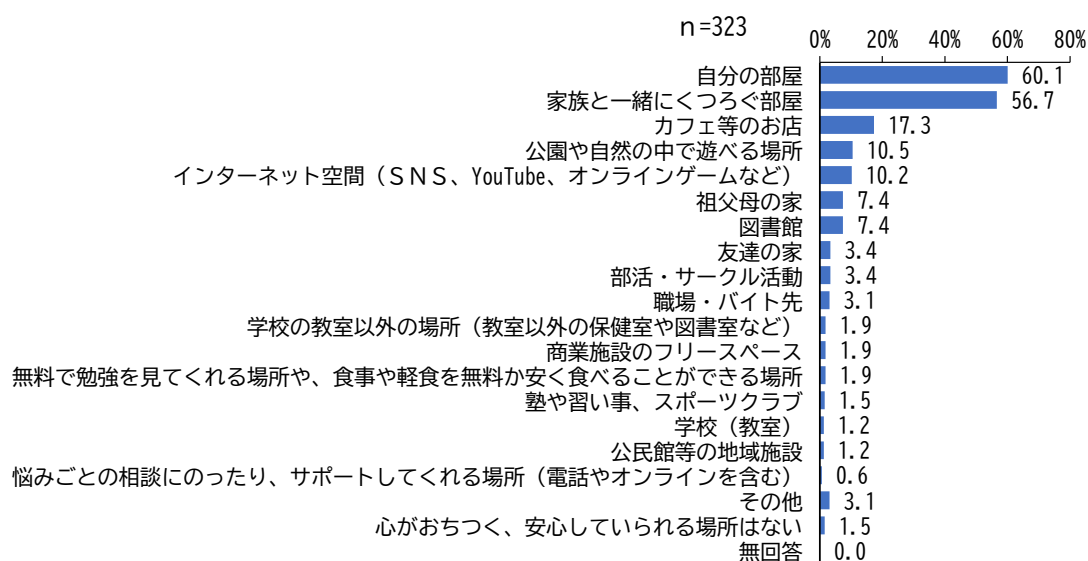 n=323
0% 20% 40% 60% 80%
自分の部屋 60.1
家族と一緒にくつろぐ部屋 56.7
カフェ等のお店 17.3
公園や自然の中で遊べる場所 10.5
インターネット空間（ＳＮＳ、YouTube、オンラインゲームなど） 10.2
祖父母の家 7.4
図書館 7.4
友達の家 3.4
部活・サークル活動 3.4
職場・バイト先 3.1
学校の教室以外の場所（教室以外の保健室や図書室など） 1.9
商業施設のフリースペース 1.9
無料で勉強を見てくれる場所や、食事や軽食を無料か安く食べることができる場所 1.9
塾や習い事、スポーツクラブ 1.5
学校（教室） 1.2
公民館等の地域施設 1.2
悩みごとの相談にのったり、サポートしてくれる場所（電話やオンラインを含む） 0.6
その他 3.1
心がおちつく、安心していられる場所はない 1.5
無回答 0.0